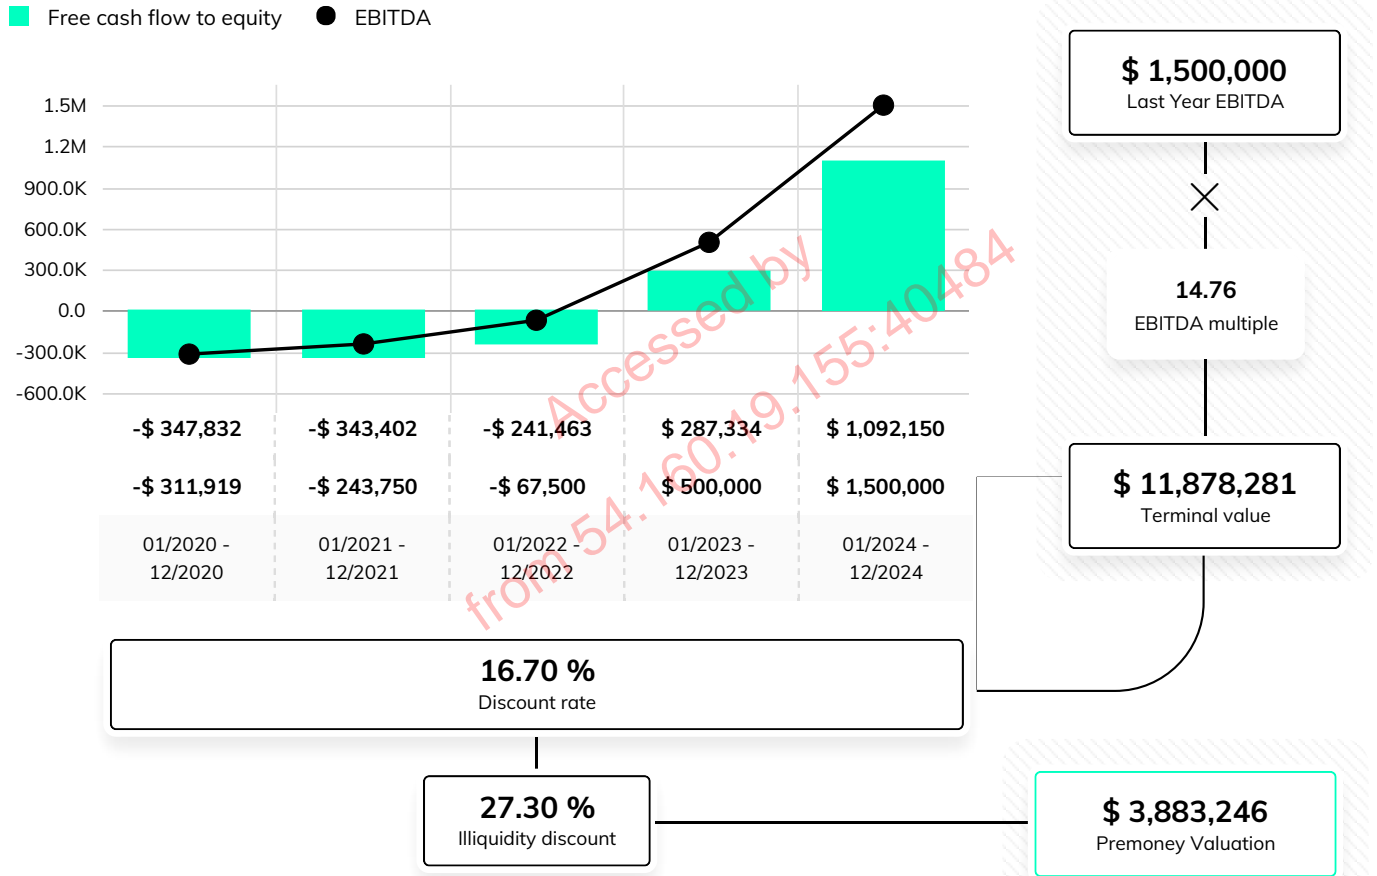 Free cash flow to equity
EBITDA
1.5M
1.2M
900.0K
600.0K
300.0K
0.0
-300.0K
-600.0K
-$ 347,832
-$ 343,402
-$ 241,463
$ 287,334
$ 1,092,150
-$ 311,919
-$ 243,750
-$ 67,500
$ 500,000
$ 1,500,000
01/2020 -
12/2020
01/2021 -
12/2021
01/2022 -
12/2022
01/2023 -
12/2023
01/2024 -
12/2024
$ 1,500,000
Last Year EBITDA
14.76
EBITDA multiple
$ 11,878,281
Terminal value
16.70 %
Discount rate
27.30 %
Illiquidity discount
$ 3,883,246
Premoney Valuation
Accessed by
from 54.160.19.155:40484